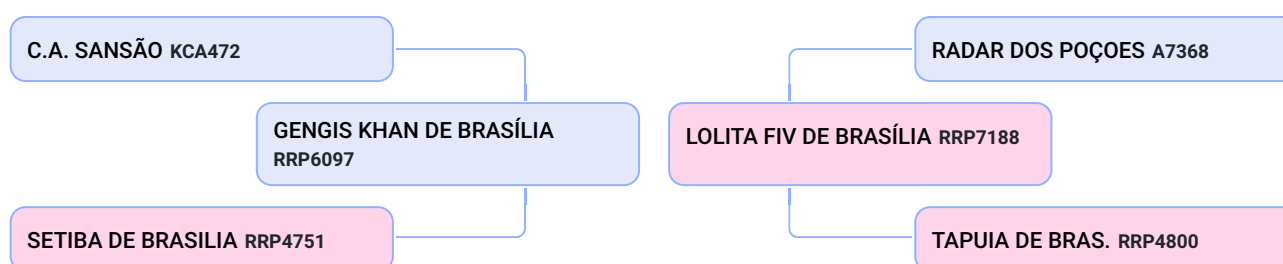 C.A. SANSÃO KCA472
RADAR DOS POÇOES A7368
GENGIS KHAN DE BRASÍLIA
RRP6097
LOLITA FIV DE BRASÍLIA RRP7188
SETIBA DE BRASILIA RRP4751
TAPUIA DE BRAS. RRP4800